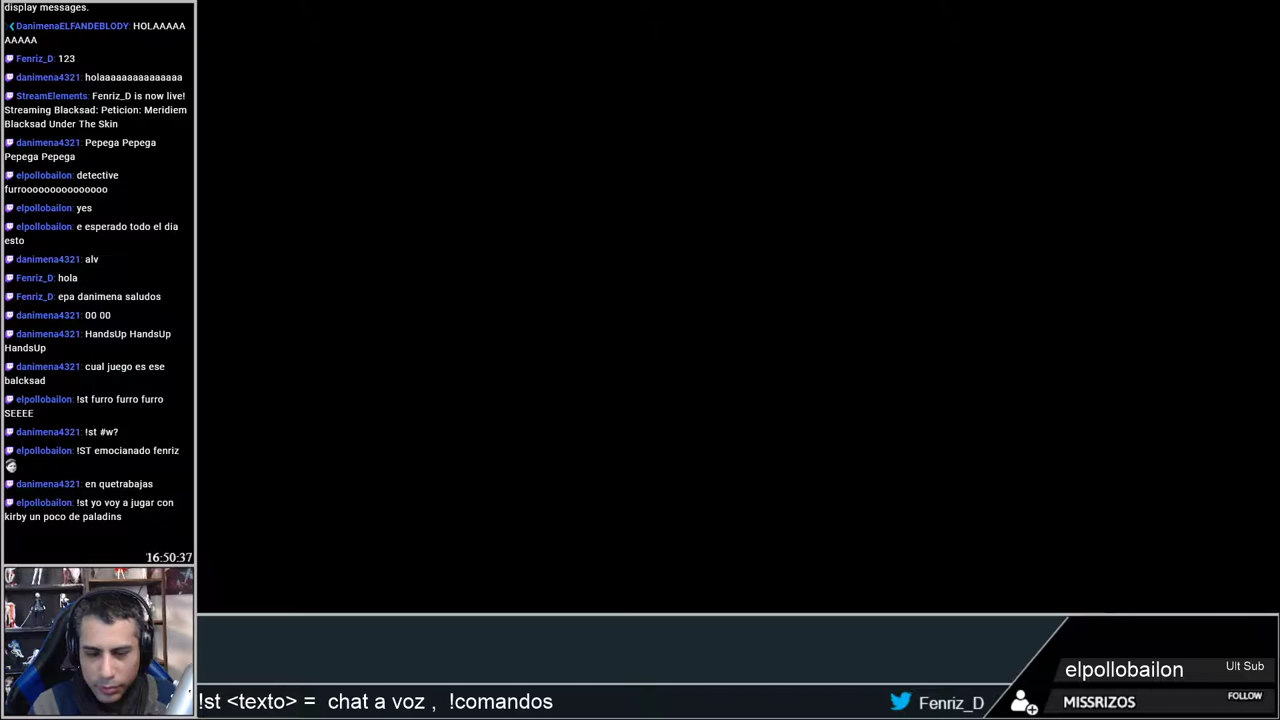 display messages.
DanimenaELFANDEBLODY: HOLAAAAA
AAAAA
Fenriz_D: 123
danimena4321: holaaaaaaaaaaaaaaa
StreamElements: Fenriz_D is now live!
Streaming Blacksad: Peticion: Meridiem
Blacksad Under The Skin
danimena4321: Pepega Pepega
Pepega Pepega
elpollobailon: detective
furrooooooooooooooo
elpollobailon: yes
elpollobailon: e esperado todo el dia
esto
danimena4321: alv
Fenriz_D: hola
Fenriz_D: epa danimena saludos
danimena4321: 00 00
danimena4321: HandsUp HandsUp
HandsUp
danimena4321: cual juego es ese
balcksad
elpollobailon: !st furro furro furro
SEEEE
danimena4321: !st #w?
elpollobailon: !ST emocianado fenriz
danimena4321: en quetrabajas
elpollobailon: !st yo voy a jugar con
kirby un poco de paladins
16:50:37
elpollobailon Ult Sub
!st <texto> = chat a voz , !comandos Fenriz_D MISSRIZOS FOLLOW